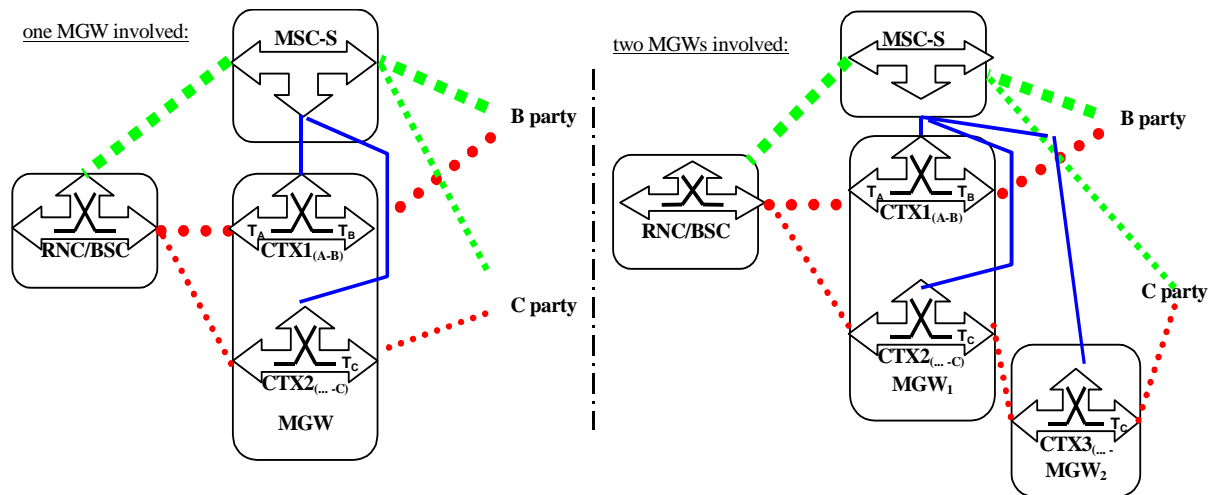 one MGW involved:
MSC-S
B party
RNC/BSC
TA
TB
CTX1(A-B)
C party
TC
CTX2(... -C)
MGW
two MGWs involved:
MSC-S
B party
RNC/BSC
TA
TB
CTX1(A-B)
C party
TC
CTX2(... -C)
MGW1
TC
CTX3(... -
MGW2